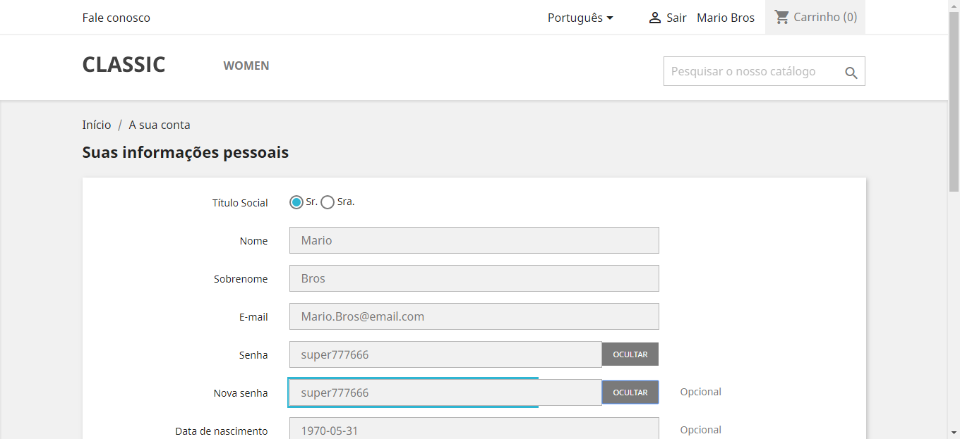 Fale conosco
Português
Sair
Mario Bros
Carrinho (0)
CLASSIC
WOMEN
Pesquisar o nosso catálogo
Início / A sua conta
Suas informações pessoais
Título Social Sr. Sra.
Nome Mario
Sobrenome Bros
E-mail Mario.Bros@email.com
Senha super777666 OCULTAR
Nova senha super777666 OCULTAR Opcional
Data de nascimento 1970-05-31 Opcional